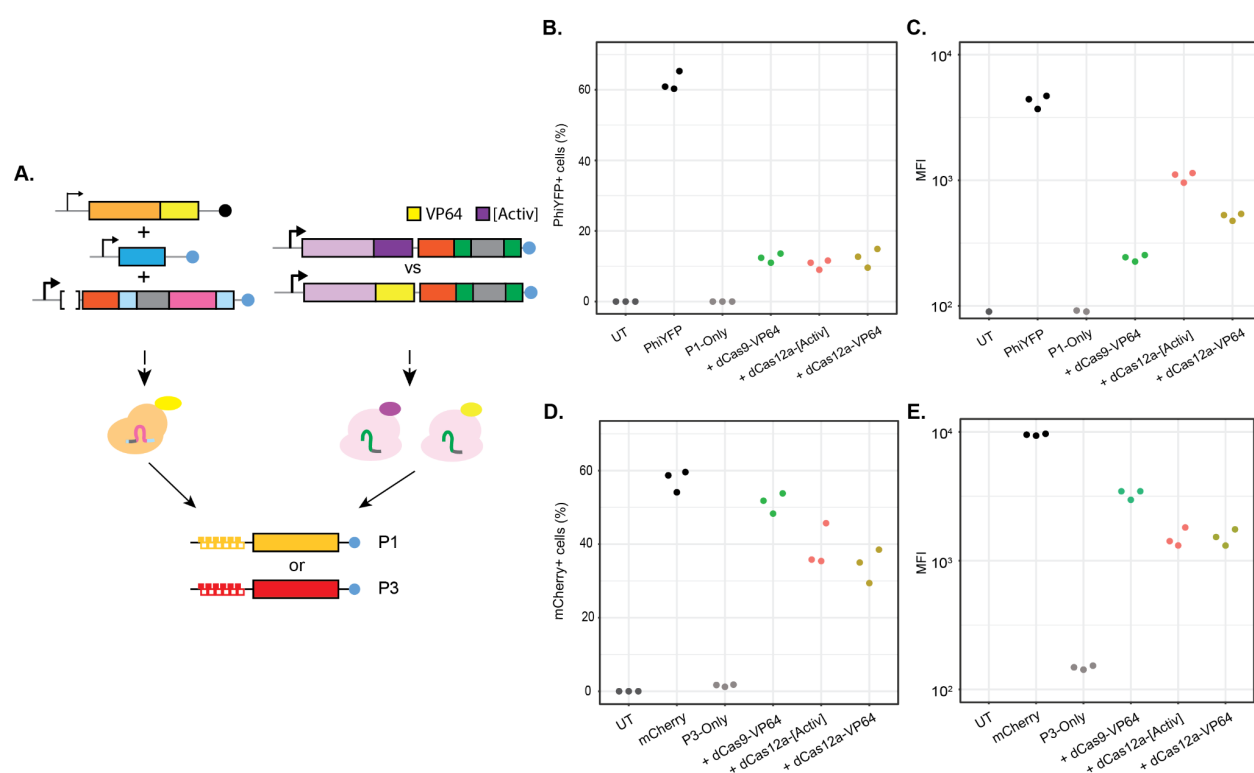 A.
VP64
[Activ]
+
+
vs
P1
or
P3
B.
PhiYFP+ cells (%)
60
40
20
0
UT
PhiYFP
P1-Only
+ dCas9-VP64
+ dCas12a-[Activ]
+ dCas12a-VP64
C.
MFI
10⁴
10³
10²
UT
PhiYFP
P1-Only
+ dCas9-VP64
+ dCas12a-[Activ]
+ dCas12a-VP64
D.
mCherry+ cells (%)
60
40
20
0
UT
mCherry
P3-Only
+ dCas9-VP64
+ dCas12a-[Activ]
+ dCas12a-VP64
E.
MFI
10⁴
10³
10²
UT
mCherry
P3-Only
+ dCas9-VP64
+ dCas12a-[Activ]
+ dCas12a-VP64